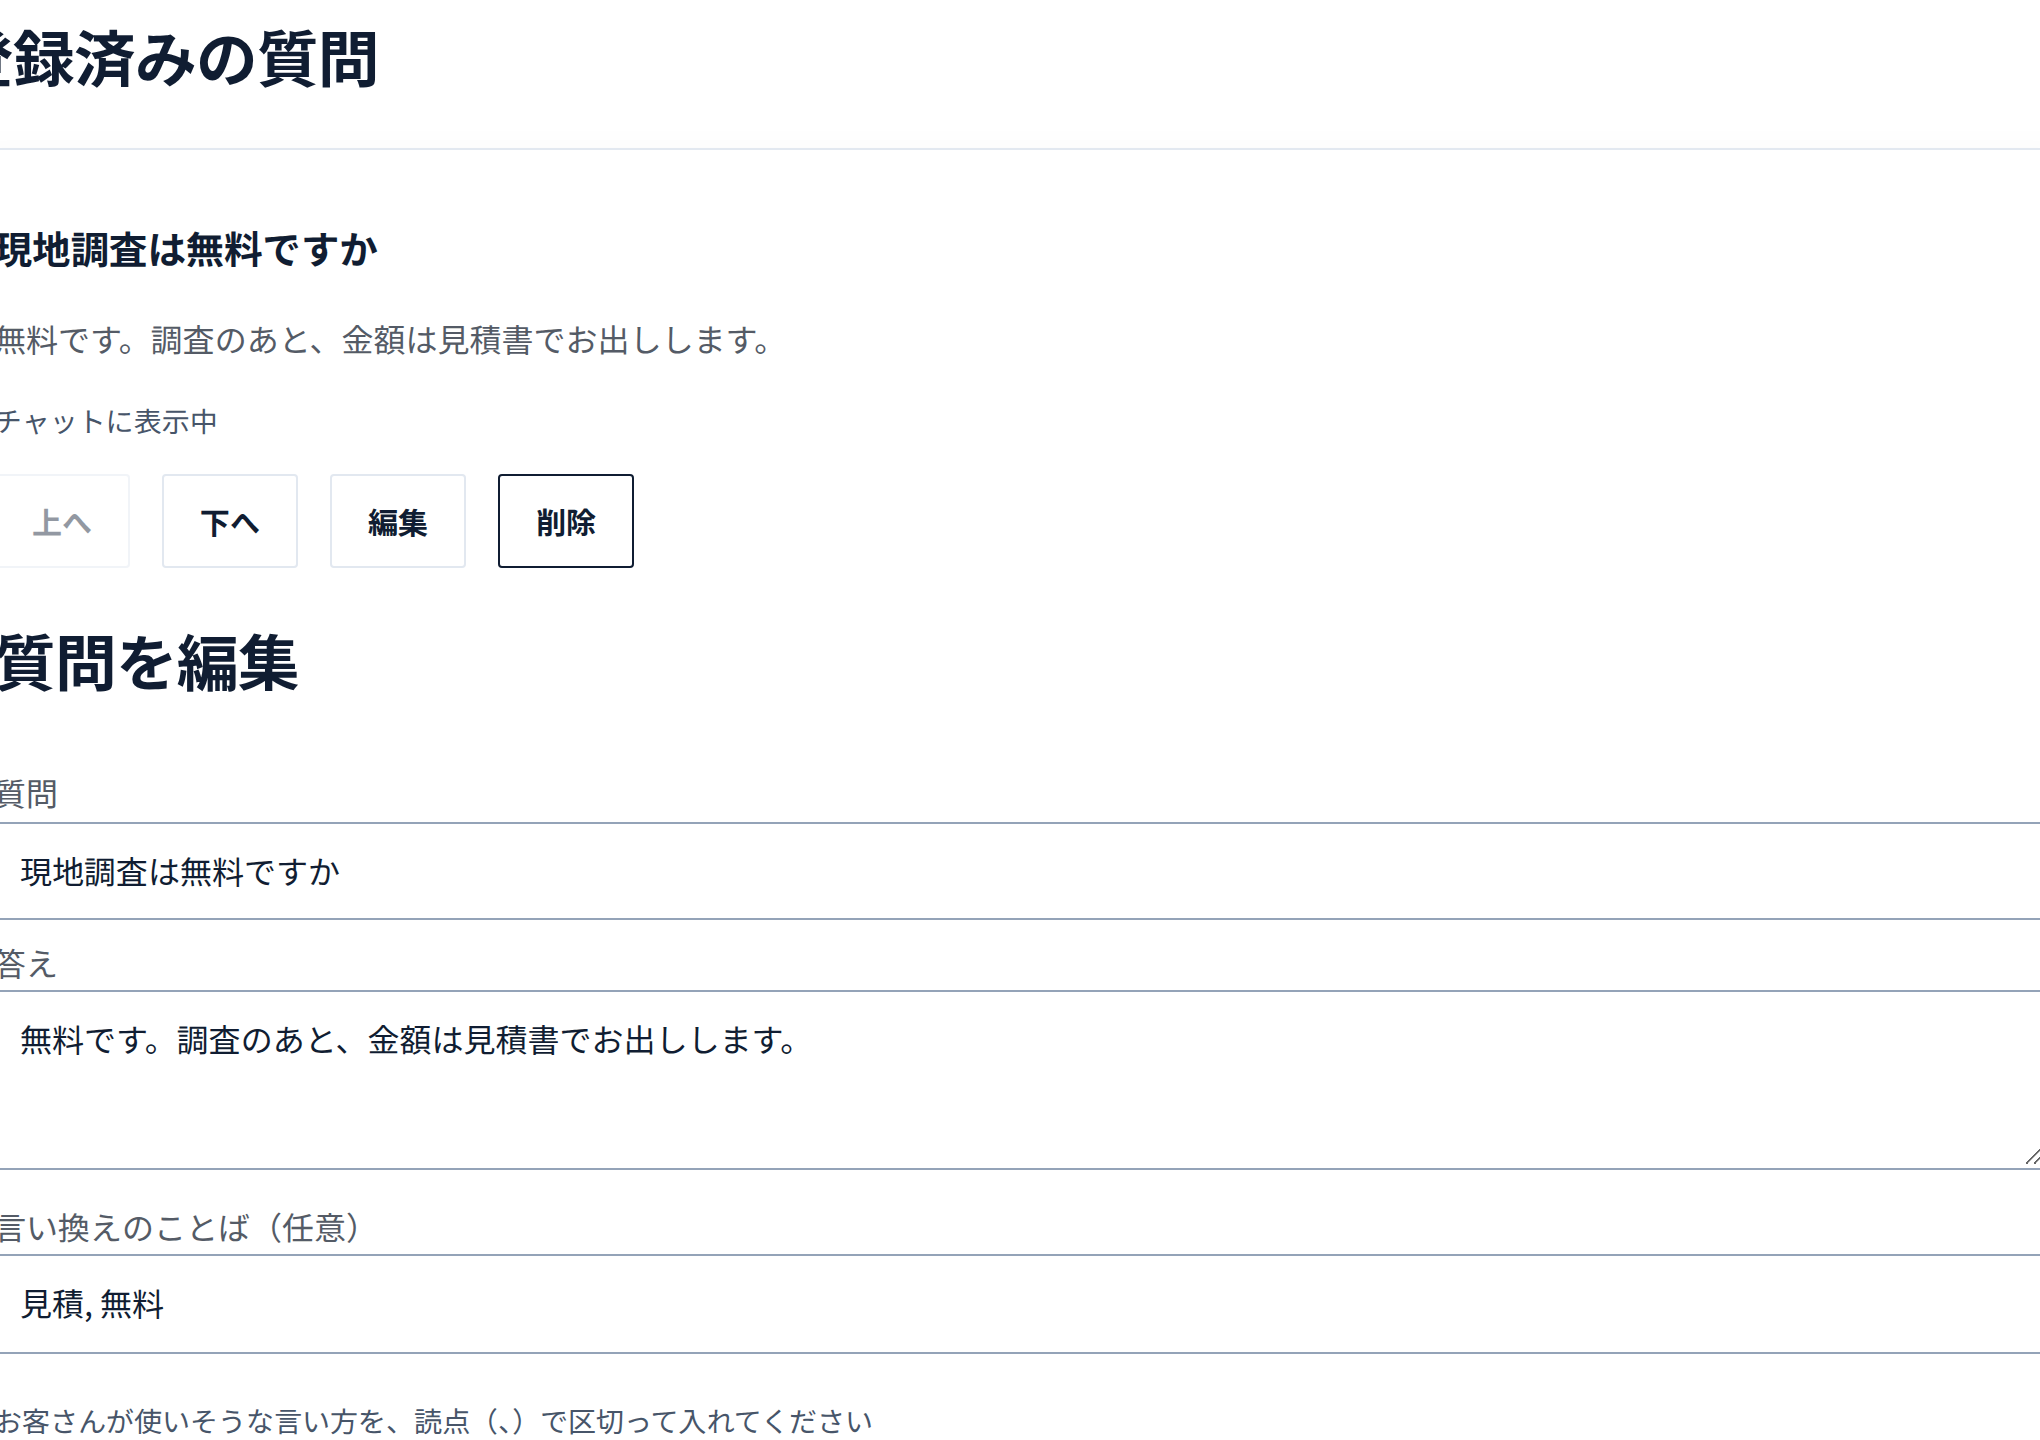 登録済みの質問
現地調査は無料ですか
無料です。調査のあと、金額は見積書でお出しします。
チャットに表示中
上へ 下へ 編集 削除
質問を編集
質問
現地調査は無料ですか
答え
無料です。調査のあと、金額は見積書でお出しします。
言い換えのことば（任意）
見積, 無料
お客さんが使いそうな言い方を、読点（、）で区切って入れてください